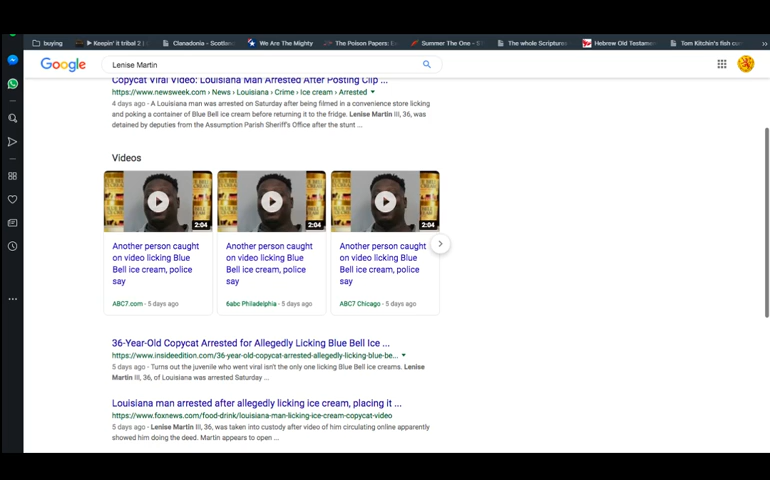 buying
Keepin' it tribal 2 |
Clanadonia - Scotlan
We Are The Mighty
The Poison Papers: E
Summer The One - 5
The whole Scriptures
Hebrew Old Testame
Tom Kitchin's fish cu
»
Google
Lenise Martin
Copycat Viral Video: Louisiana Man Arrested After Posting Clip ...
https://www.newsweek.com › News › Louisiana › Crime › Ice cream › Arrested
4 days ago - A Louisiana man was arrested on Saturday after being filmed in a convenience store licking
and poking a container of Blue Bell ice cream before returning it to the fridge. Lenise Martin III, 36, was
detained by deputies from the Assumption Parish Sheriff's Office after the stunt ...
Videos
2:04
2:04
2:04
Another person caught
on video licking Blue
Bell ice cream, police
say
ABC7.com - 5 days ago
Another person caught
on video licking Blue
Bell ice cream, police
say
6abc Philadelphia - 5 days ago
Another person caught
on video licking Blue
Bell ice cream, police
say
ABC7 Chicago - 5 days ago
36-Year-Old Copycat Arrested for Allegedly Licking Blue Bell Ice ...
https://www.insideedition.com/36-year-old-copycat-arrested-allegedly-licking-blue-be...
5 days ago - Turns out the juvenile who went viral isn't the only one licking Blue Bell ice creams. Lenise
Martin III, 36, of Louisiana was arrested Saturday ...
Louisiana man arrested after allegedly licking ice cream, placing it ...
https://www.foxnews.com/food-drink/louisiana-man-licking-ice-cream-copycat-video
5 days ago - Lenise Martin III, 36, was taken into custody after video of him circulating online apparently
showed him doing the deed. Martin appears to open ...